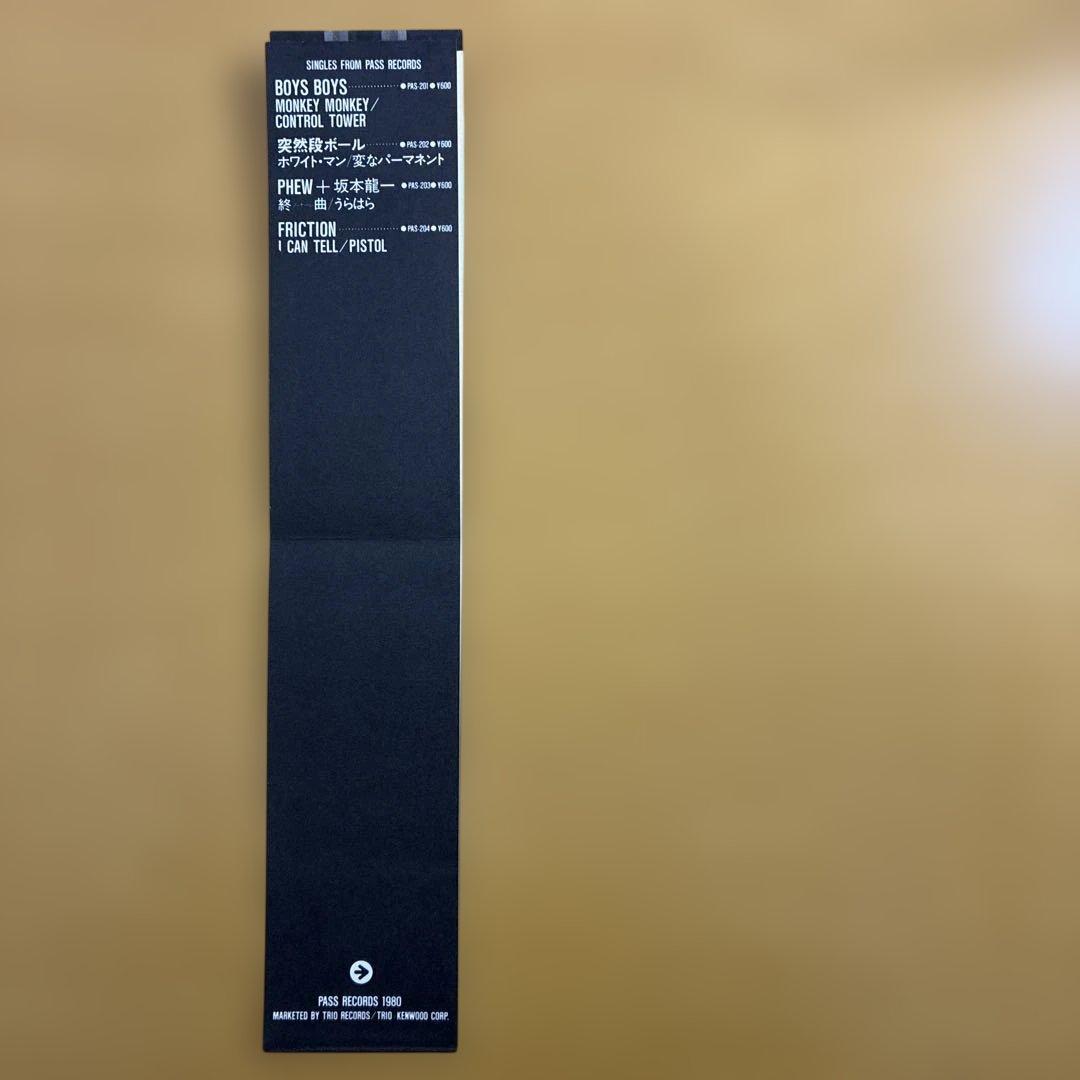 SINGLES FROM PASS RECORDS
BOYS BOYS ●PAS-201●¥600
MONKEY MONKEY/
CONTROL TOWER
突然段ボール ●PAS-202●¥600
ホワイト・マン/変なパーマネント
PHEW + 坂本龍一 ●PAS-203●¥600
終曲/うらはら
FRICTION ●PAS-204●¥600
I CAN TELL/PISTOL
PASS RECORDS 1980
MARKETED BY TRIO RECORDS/TRIO KENWOOD CORP.